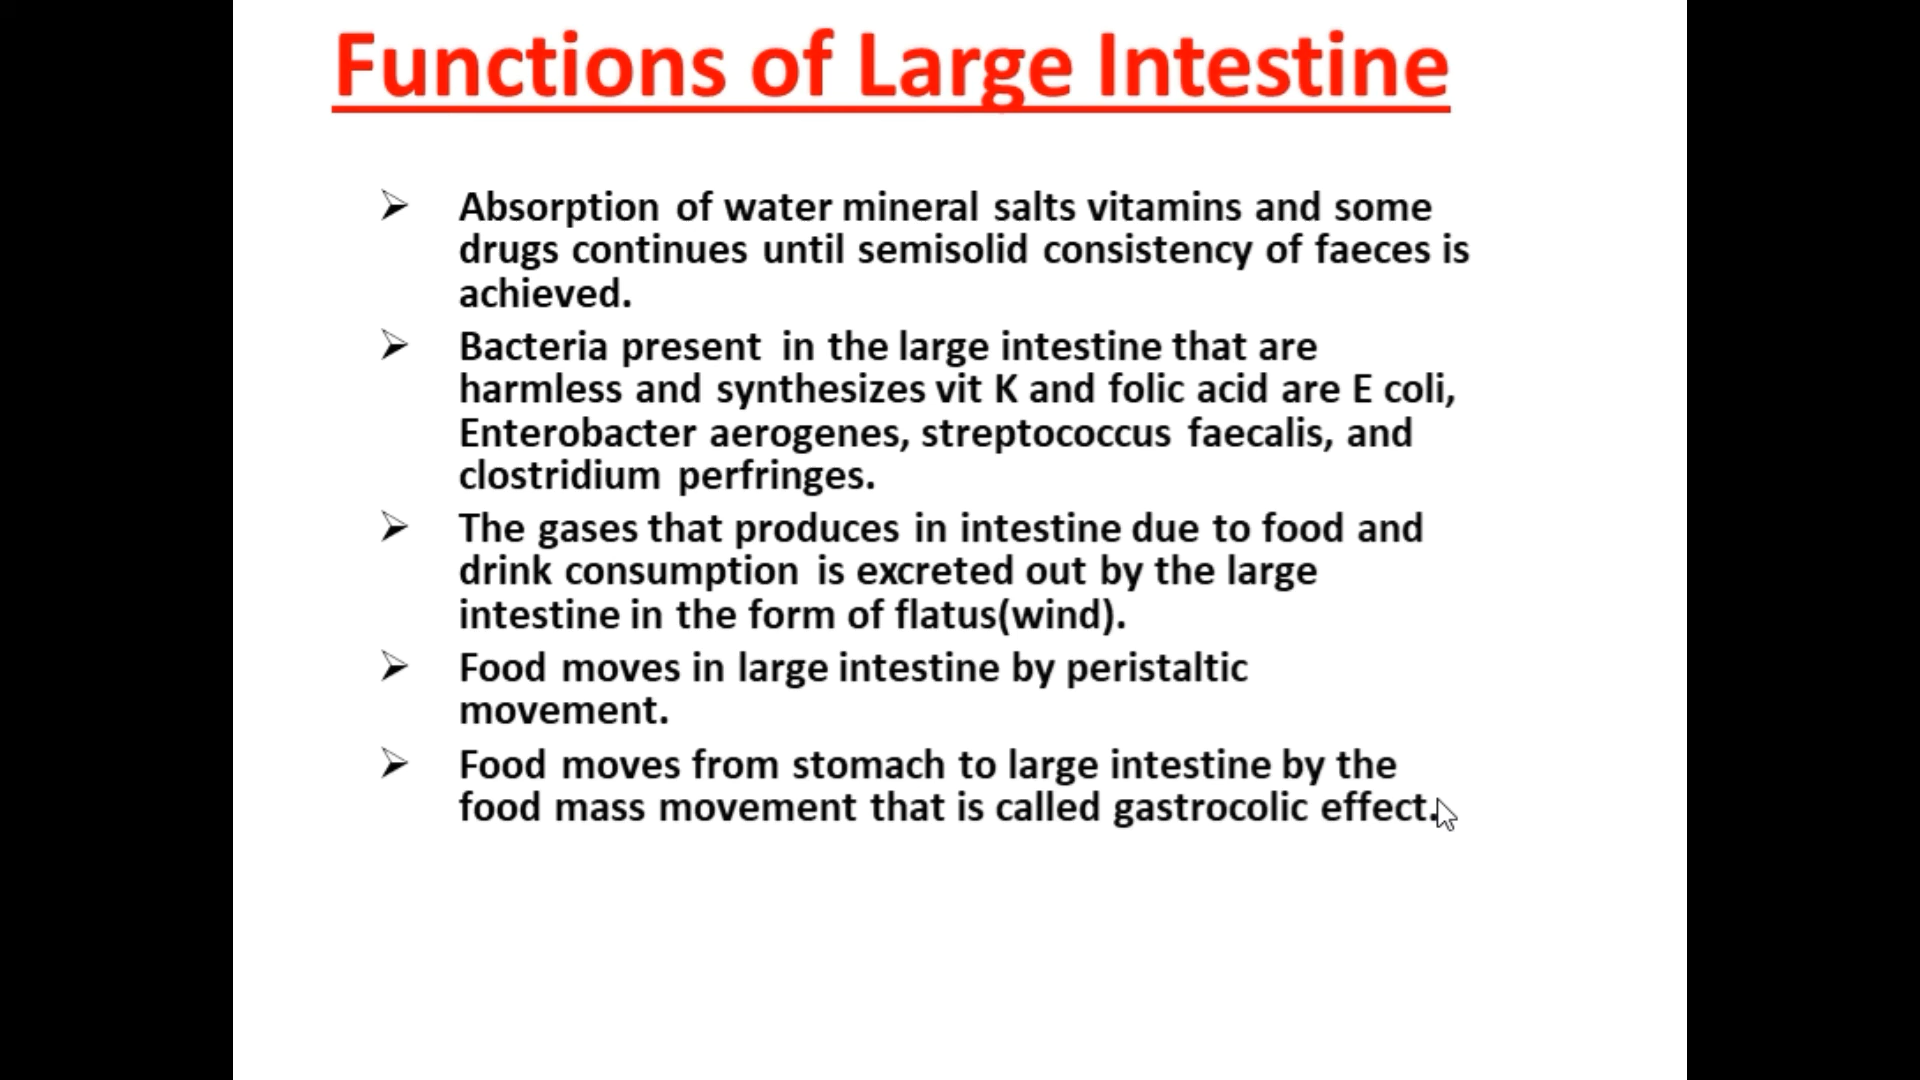 Functions of Large Intestine
Absorption of water mineral salts vitamins and some
drugs continues until semisolid consistency of faeces is
achieved.
Bacteria present in the large intestine that are
harmless and synthesizes vit K and folic acid are E coli,
Enterobacter aerogenes, streptococcus faecalis, and
clostridium perfringes.
The gases that produces in intestine due to food and
drink consumption is excreted out by the large
intestine in the form of flatus(wind).
Food moves in large intestine by peristaltic
movement.
Food moves from stomach to large intestine by the
food mass movement that is called gastrocolic effect.